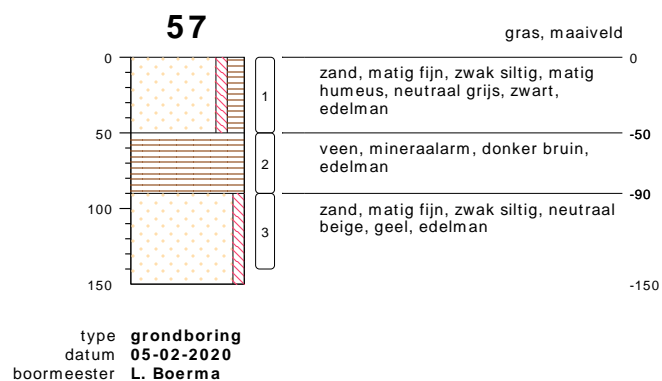 57
gras, maaiveld
0
0
zand, matig fijn, zwak siltig, matig
humeus, neutraal grijs, zwart,
edelman
1
50
-50
veen, mineraalarm, donker bruin,
edelman
2
-90
100
zand, matig fijn, zwak siltig, neutraal
beige, geel, edelman
3
150
-150
type grondboring
datum 05-02-2020
boormeester L. Boerma